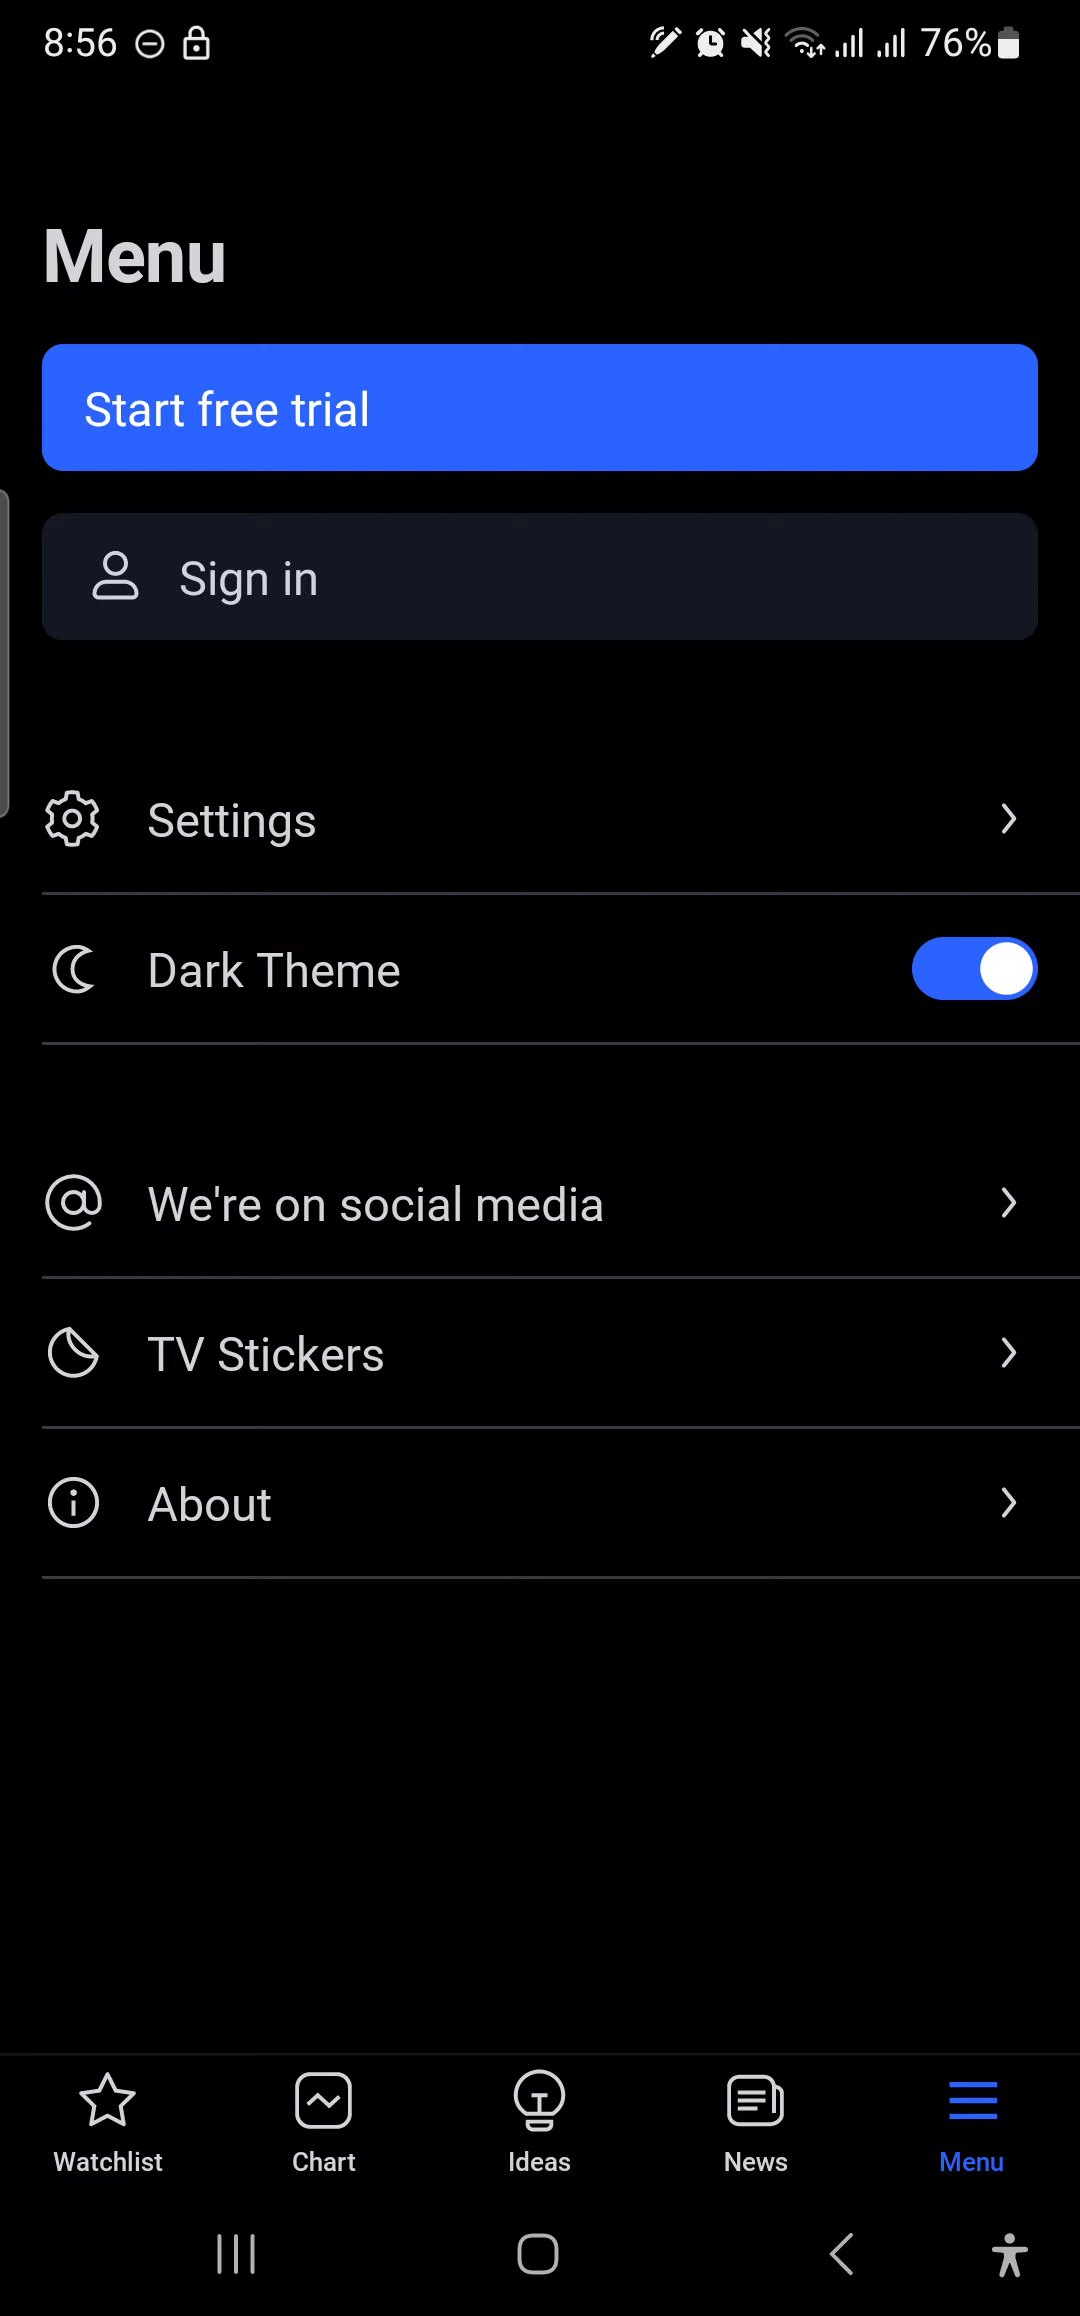 8:56 76%
Menu
Start free trial
Sign in
Settings
Dark Theme
We're on social media
TV Stickers
About
Watchlist Chart Ideas News Menu